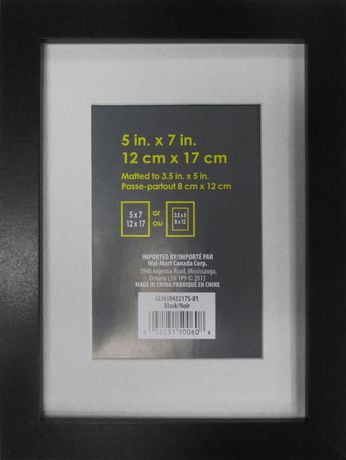 5 in. x 7 in.
12 cm x 17 cm
Matted to 3.5 in. x 5 in.
Passe-partout 8 cm x 12 cm
5 x 7
12 x 17
or
ou
3.5 x 5
8 x 12
IMPORTED BY/IMPORTÉ PAR
Wal-Mart Canada Corp.
1940 Argentia Road, Mississauga,
Ontario L5N 1P9 © 2013
MADE IN CHINA/FABRIQUÉ EN CHINE
Black/Noir